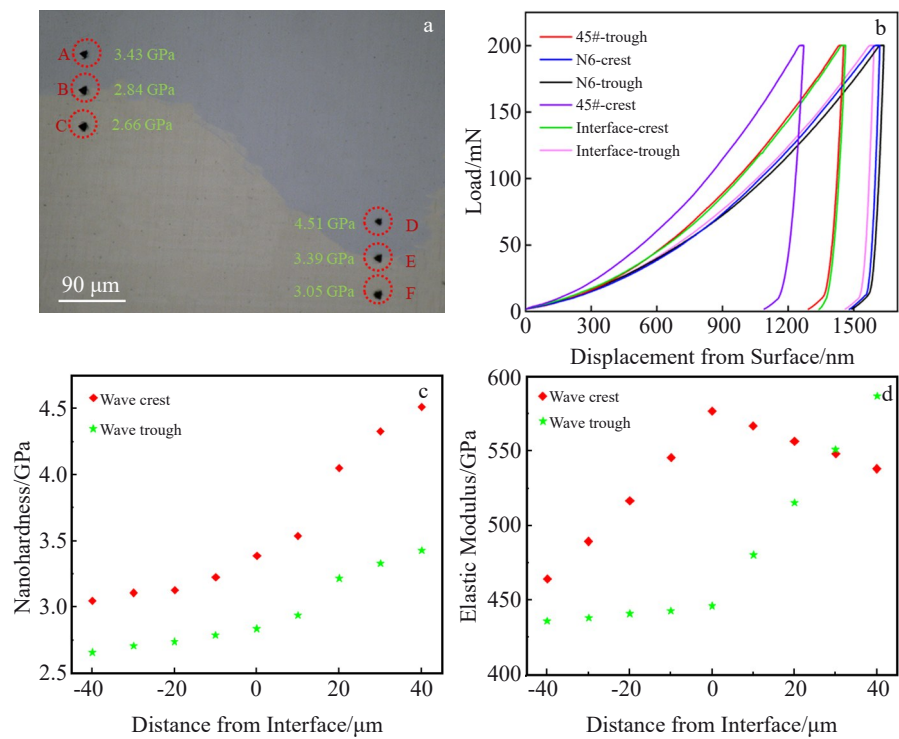 a
A 3.43 GPa
B 2.84 GPa
C 2.66 GPa
4.51 GPa D
3.39 GPa E
3.05 GPa F
90 μm
b
200
150
100
50
0
Load/mN
45#-trough
N6-crest
N6-trough
45#-crest
Interface-crest
Interface-trough
0 300 600 900 1200 1500
Displacement from Surface/nm
c
4.5
4.0
3.5
3.0
2.5
Nanohardness/GPa
Wave crest
Wave trough
-40 -20 0 20 40
Distance from Interface/μm
d
600
550
500
450
400
Elastic Modulus/GPa
Wave crest
Wave trough
-40 -20 0 20 40
Distance from Interface/μm